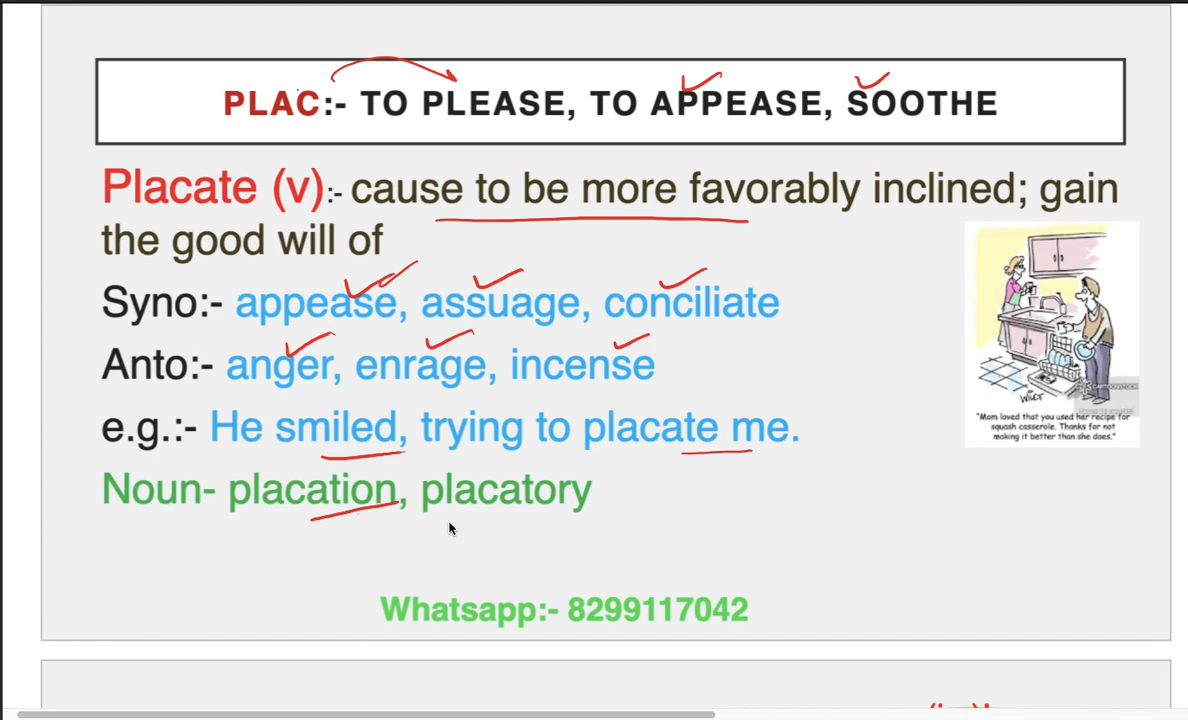 PLAC:- TO PLEASE, TO APPEASE, SOOTHE
Placate (v):- cause to be more favorably inclined; gain
the good will of
Syno:- appease, assuage, conciliate
Anto:- anger, enrage, incense
e.g.:- He smiled, trying to placate me.
Noun- placation, placatory
WILEY
"Mom loved that you used her recipe for
squash casserole. Thanks for not
making it better than she does."
Whatsapp:- 8299117042